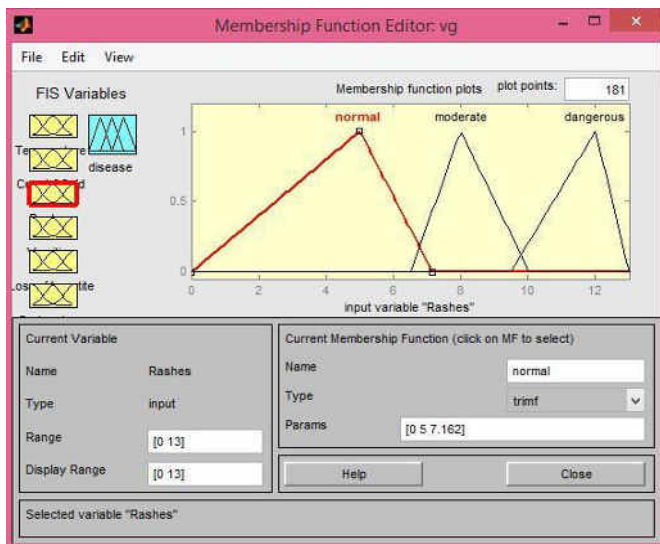 Membership Function Editor: vg
File Edit View
FIS Variables
disease
Membership function plots
plot points:
181
normal
moderate
dangerous
1
0.5
0
0 2 4 6 8 10 12
input variable "Rashes"
Current Variable
Name Rashes
Type input
Range [0 13]
Display Range [0 13]
Current Membership Function (click on MF to select)
Name normal
Type trimf
Params [0 5 7.162]
Help
Close
Selected variable "Rashes"